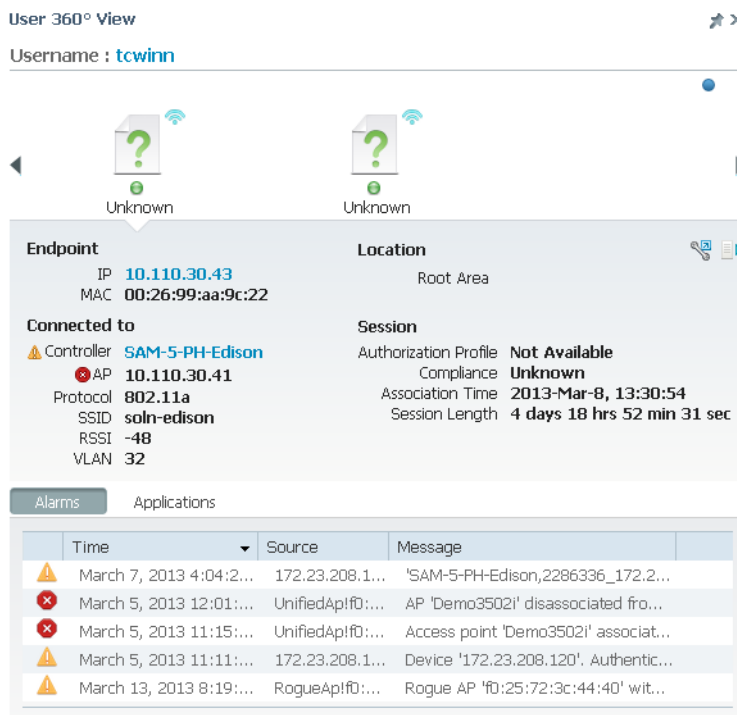 User 360° View
Username : tcwinn
Unknown
Unknown
Endpoint
IP 10.110.30.43
MAC 00:26:99:aa:9c:22
Location
Root Area
Connected to
Controller SAM-5-PH-Edison
AP 10.110.30.41
Protocol 802.11a
SSID soln-edison
RSSI -48
VLAN 32
Session
Authorization Profile Not Available
Compliance Unknown
Association Time 2013-Mar-8, 13:30:54
Session Length 4 days 18 hrs 52 min 31 sec
Alarms Applications
Time Source Message
March 7, 2013 4:04:2... 172.23.208.1... 'SAM-5-PH-Edison,2286336_172.2...
March 5, 2013 12:01:... UnifiedAp!f0:... AP 'Demo3502i' disassociated fro...
March 5, 2013 11:15:... UnifiedAp!f0:... Access point 'Demo3502i' associat...
March 5, 2013 11:11:... 172.23.208.1... Device '172.23.208.120'. Authentic...
March 13, 2013 8:19:... RogueAp!f0:... Rogue AP 'f0:25:72:3c:44:40' wit...